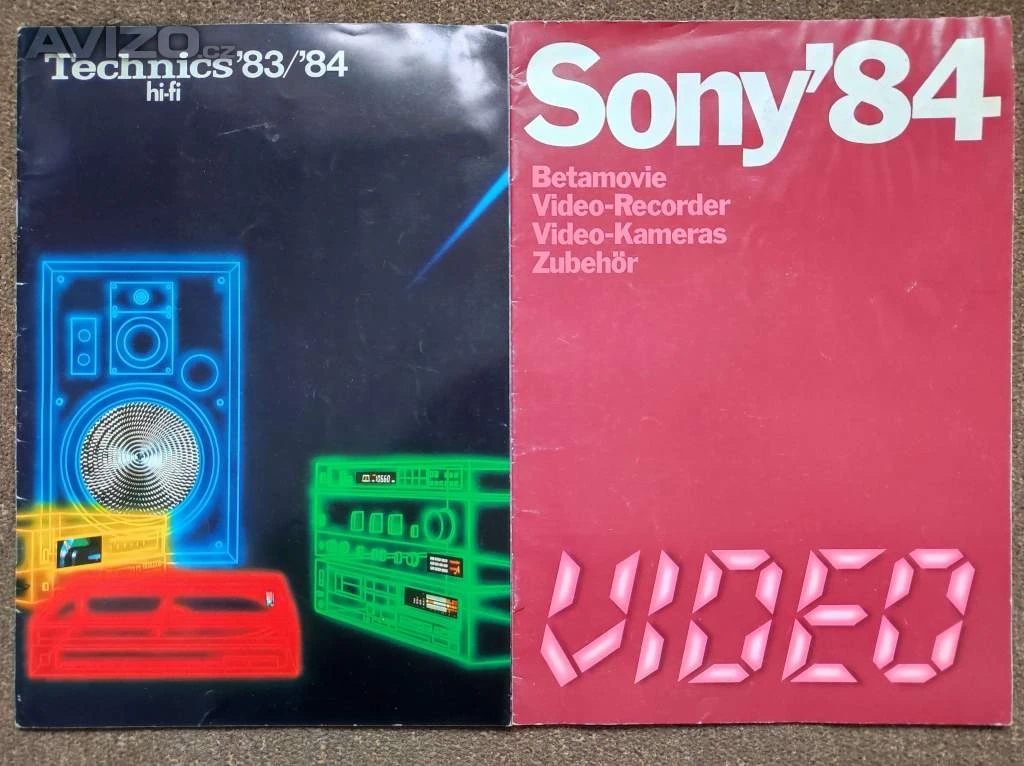 AVIZO.cz
Technics '83/'84
hi-fi
Sony '84
Betamovie
Video-Recorder
Video-Kameras
Zubehör
VIDEO